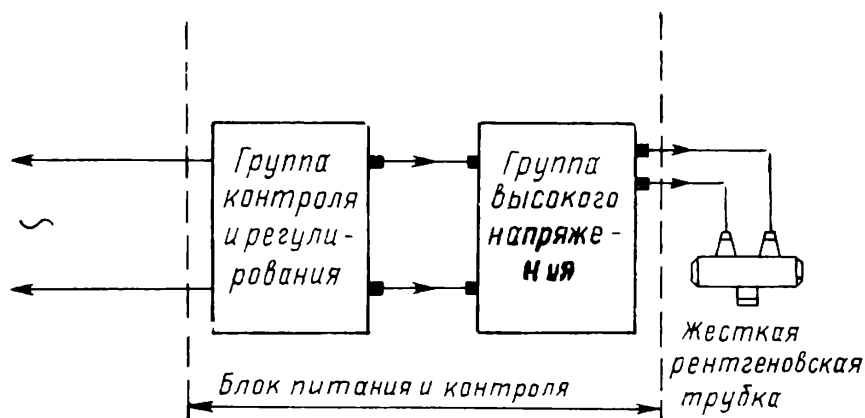 Группа
контроля
и регули-
рования
Группа
высокого
напряже-
ния
~
Жесткая
рентгеновская
трубка
Блок питания и контроля